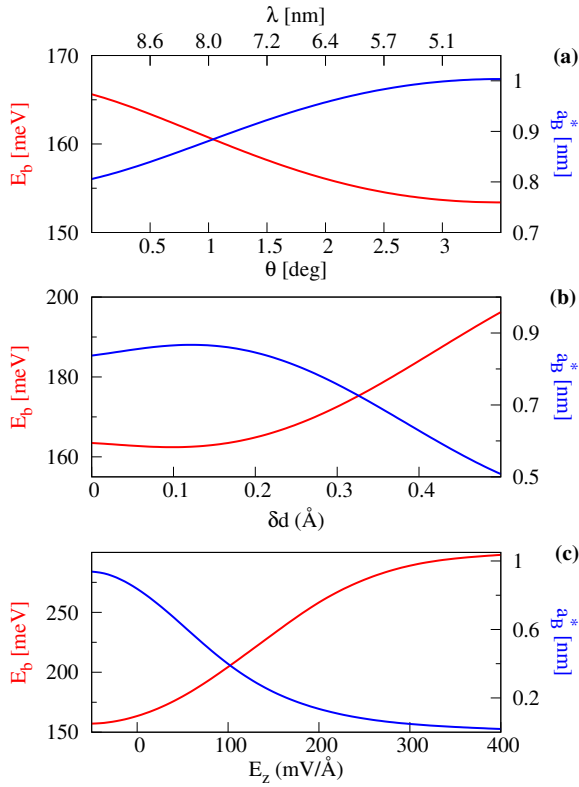 λ [nm]
8.6 8.0 7.2 6.4 5.7 5.1
(a)
170
160
150
E_b [meV]
1
0.9
0.8
0.7
a*_B [nm]
0.5 1 1.5 2 2.5 3
θ [deg]
(b)
200
180
160
E_b [meV]
0.9
0.7
0.5
a*_B [nm]
0 0.1 0.2 0.3 0.4
δd (Å)
(c)
250
200
150
E_b [meV]
1
0.6
0.2
a*_B [nm]
0 100 200 300 400
E_z (mV/Å)